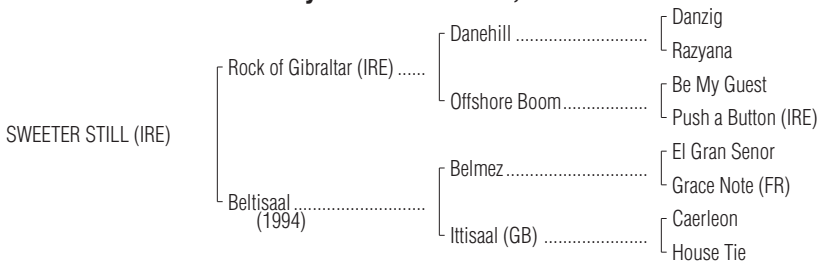 Danzig
Danehill ............................
Razyana
Rock of Gibraltar (IRE) ......
Be My Guest
Offshore Boom..................
Push a Button (IRE)
SWEETER STILL (IRE)
El Gran Senor
Belmez..............................
Grace Note (FR)
Beltisaal ............................
(1994)
Caerleon
Ittisaal (GB) ......................
House Tie